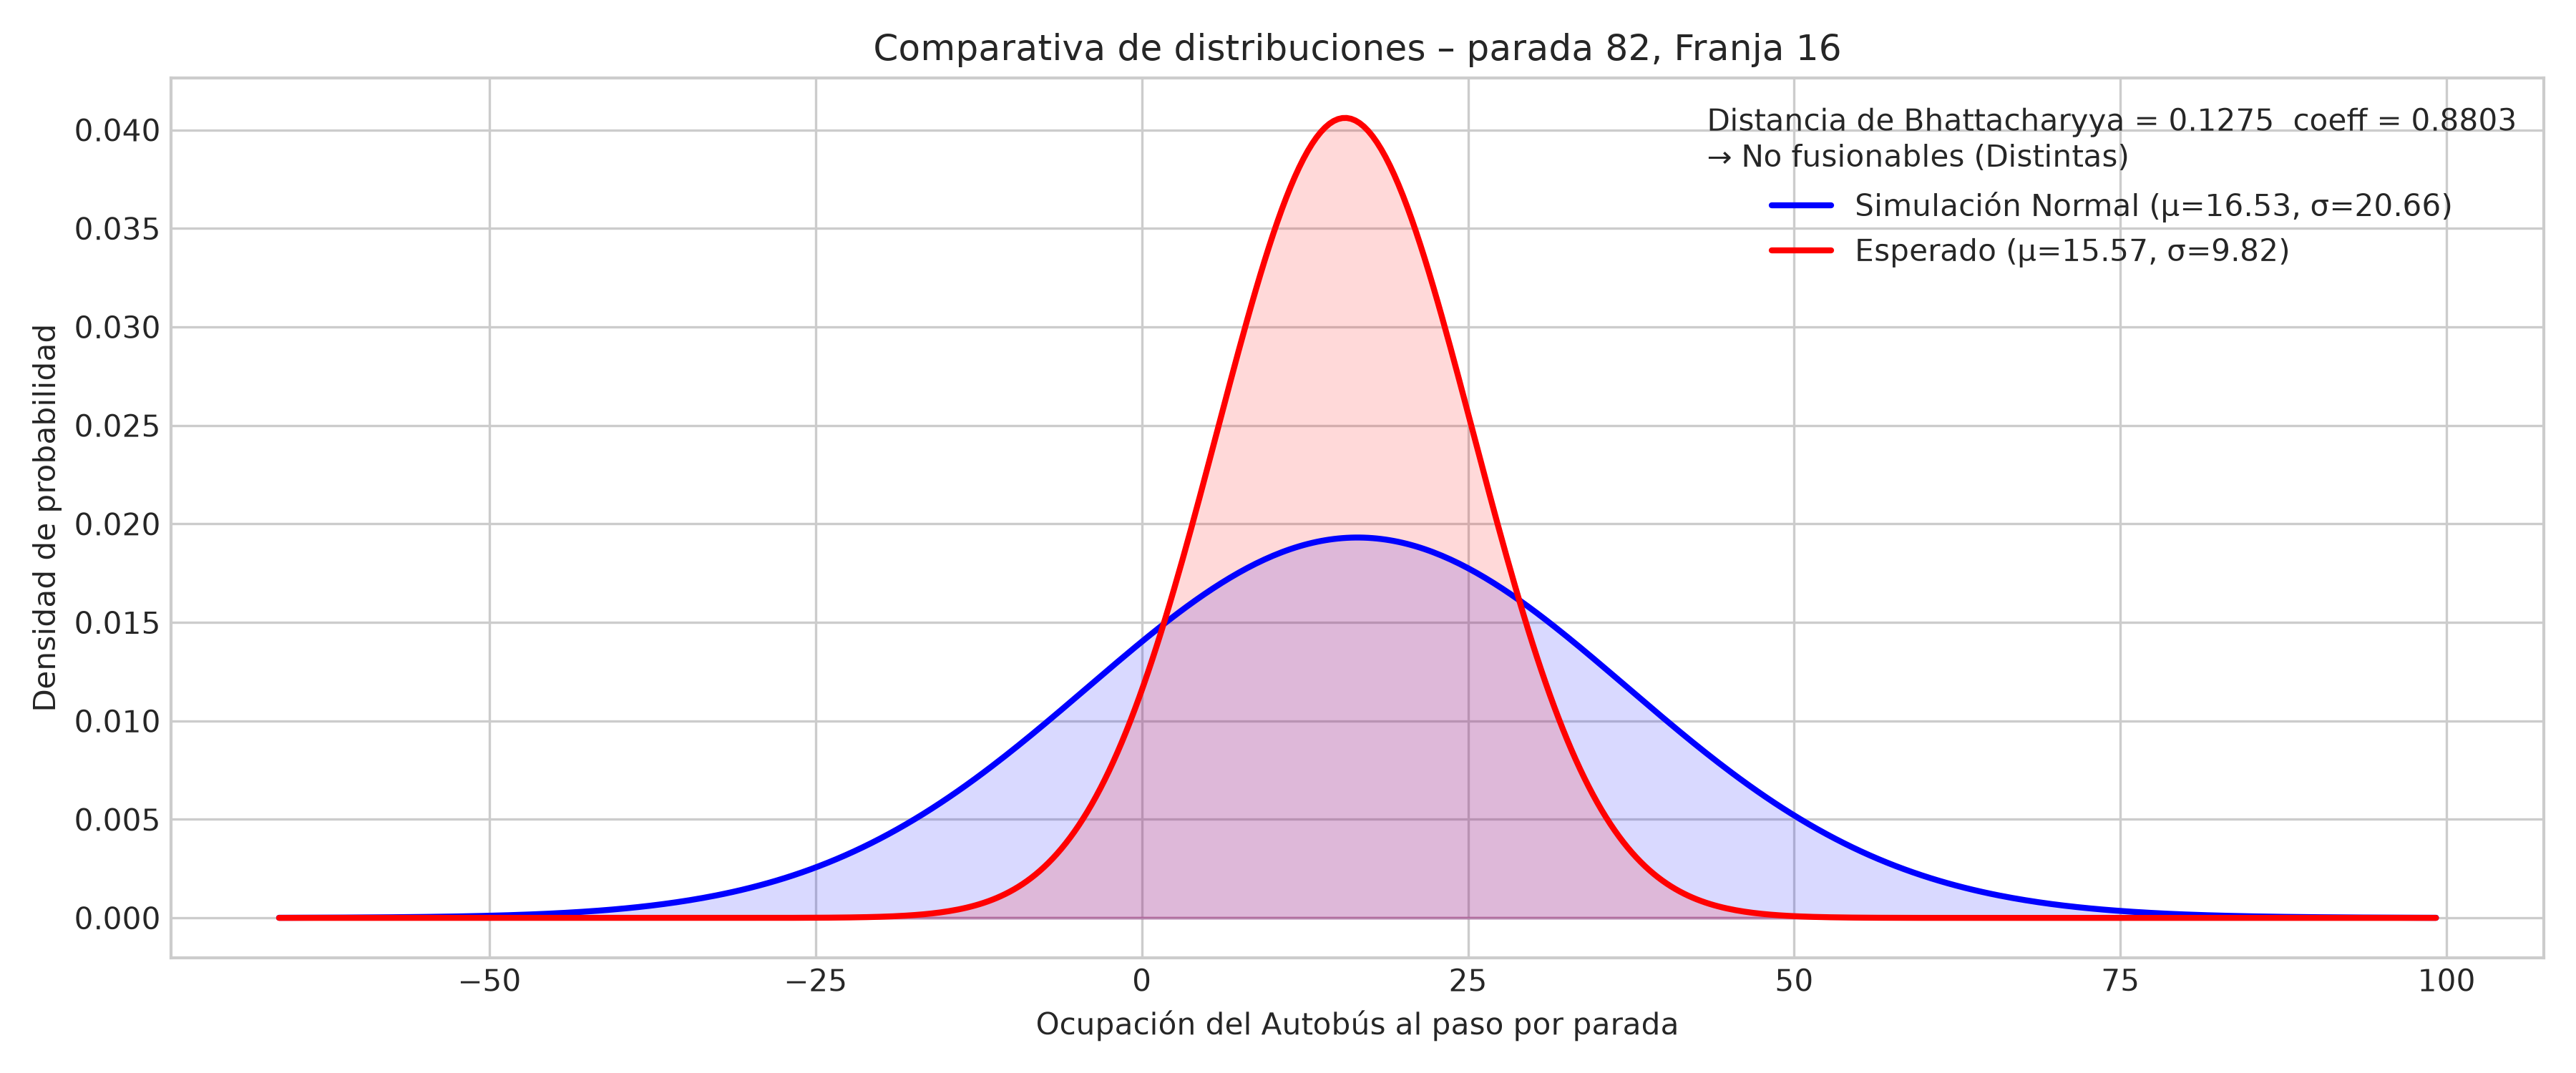 Comparativa de distribuciones – parada 82, Franja 16
Distancia de Bhattacharyya = 0.1275  coeff = 0.8803
→ No fusionables (Distintas)
Simulación Normal (μ=16.53, σ=20.66)
Esperado (μ=15.57, σ=9.82)
Densidad de probabilidad
0.040
0.035
0.030
0.025
0.020
0.015
0.010
0.005
0.000
−50
−25
0
25
50
75
100
Ocupación del Autobús al paso por parada